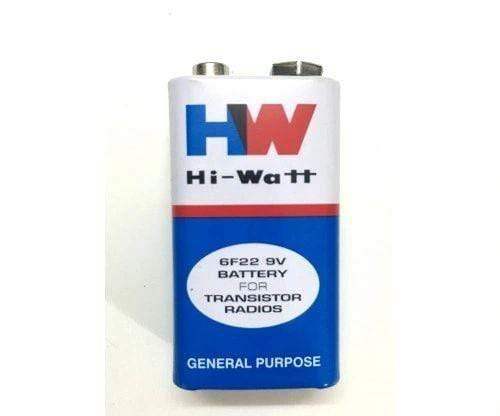 HW
Hi-Watt
6F22 9V
BATTERY
FOR
TRANSISTOR
RADIOS
GENERAL PURPOSE